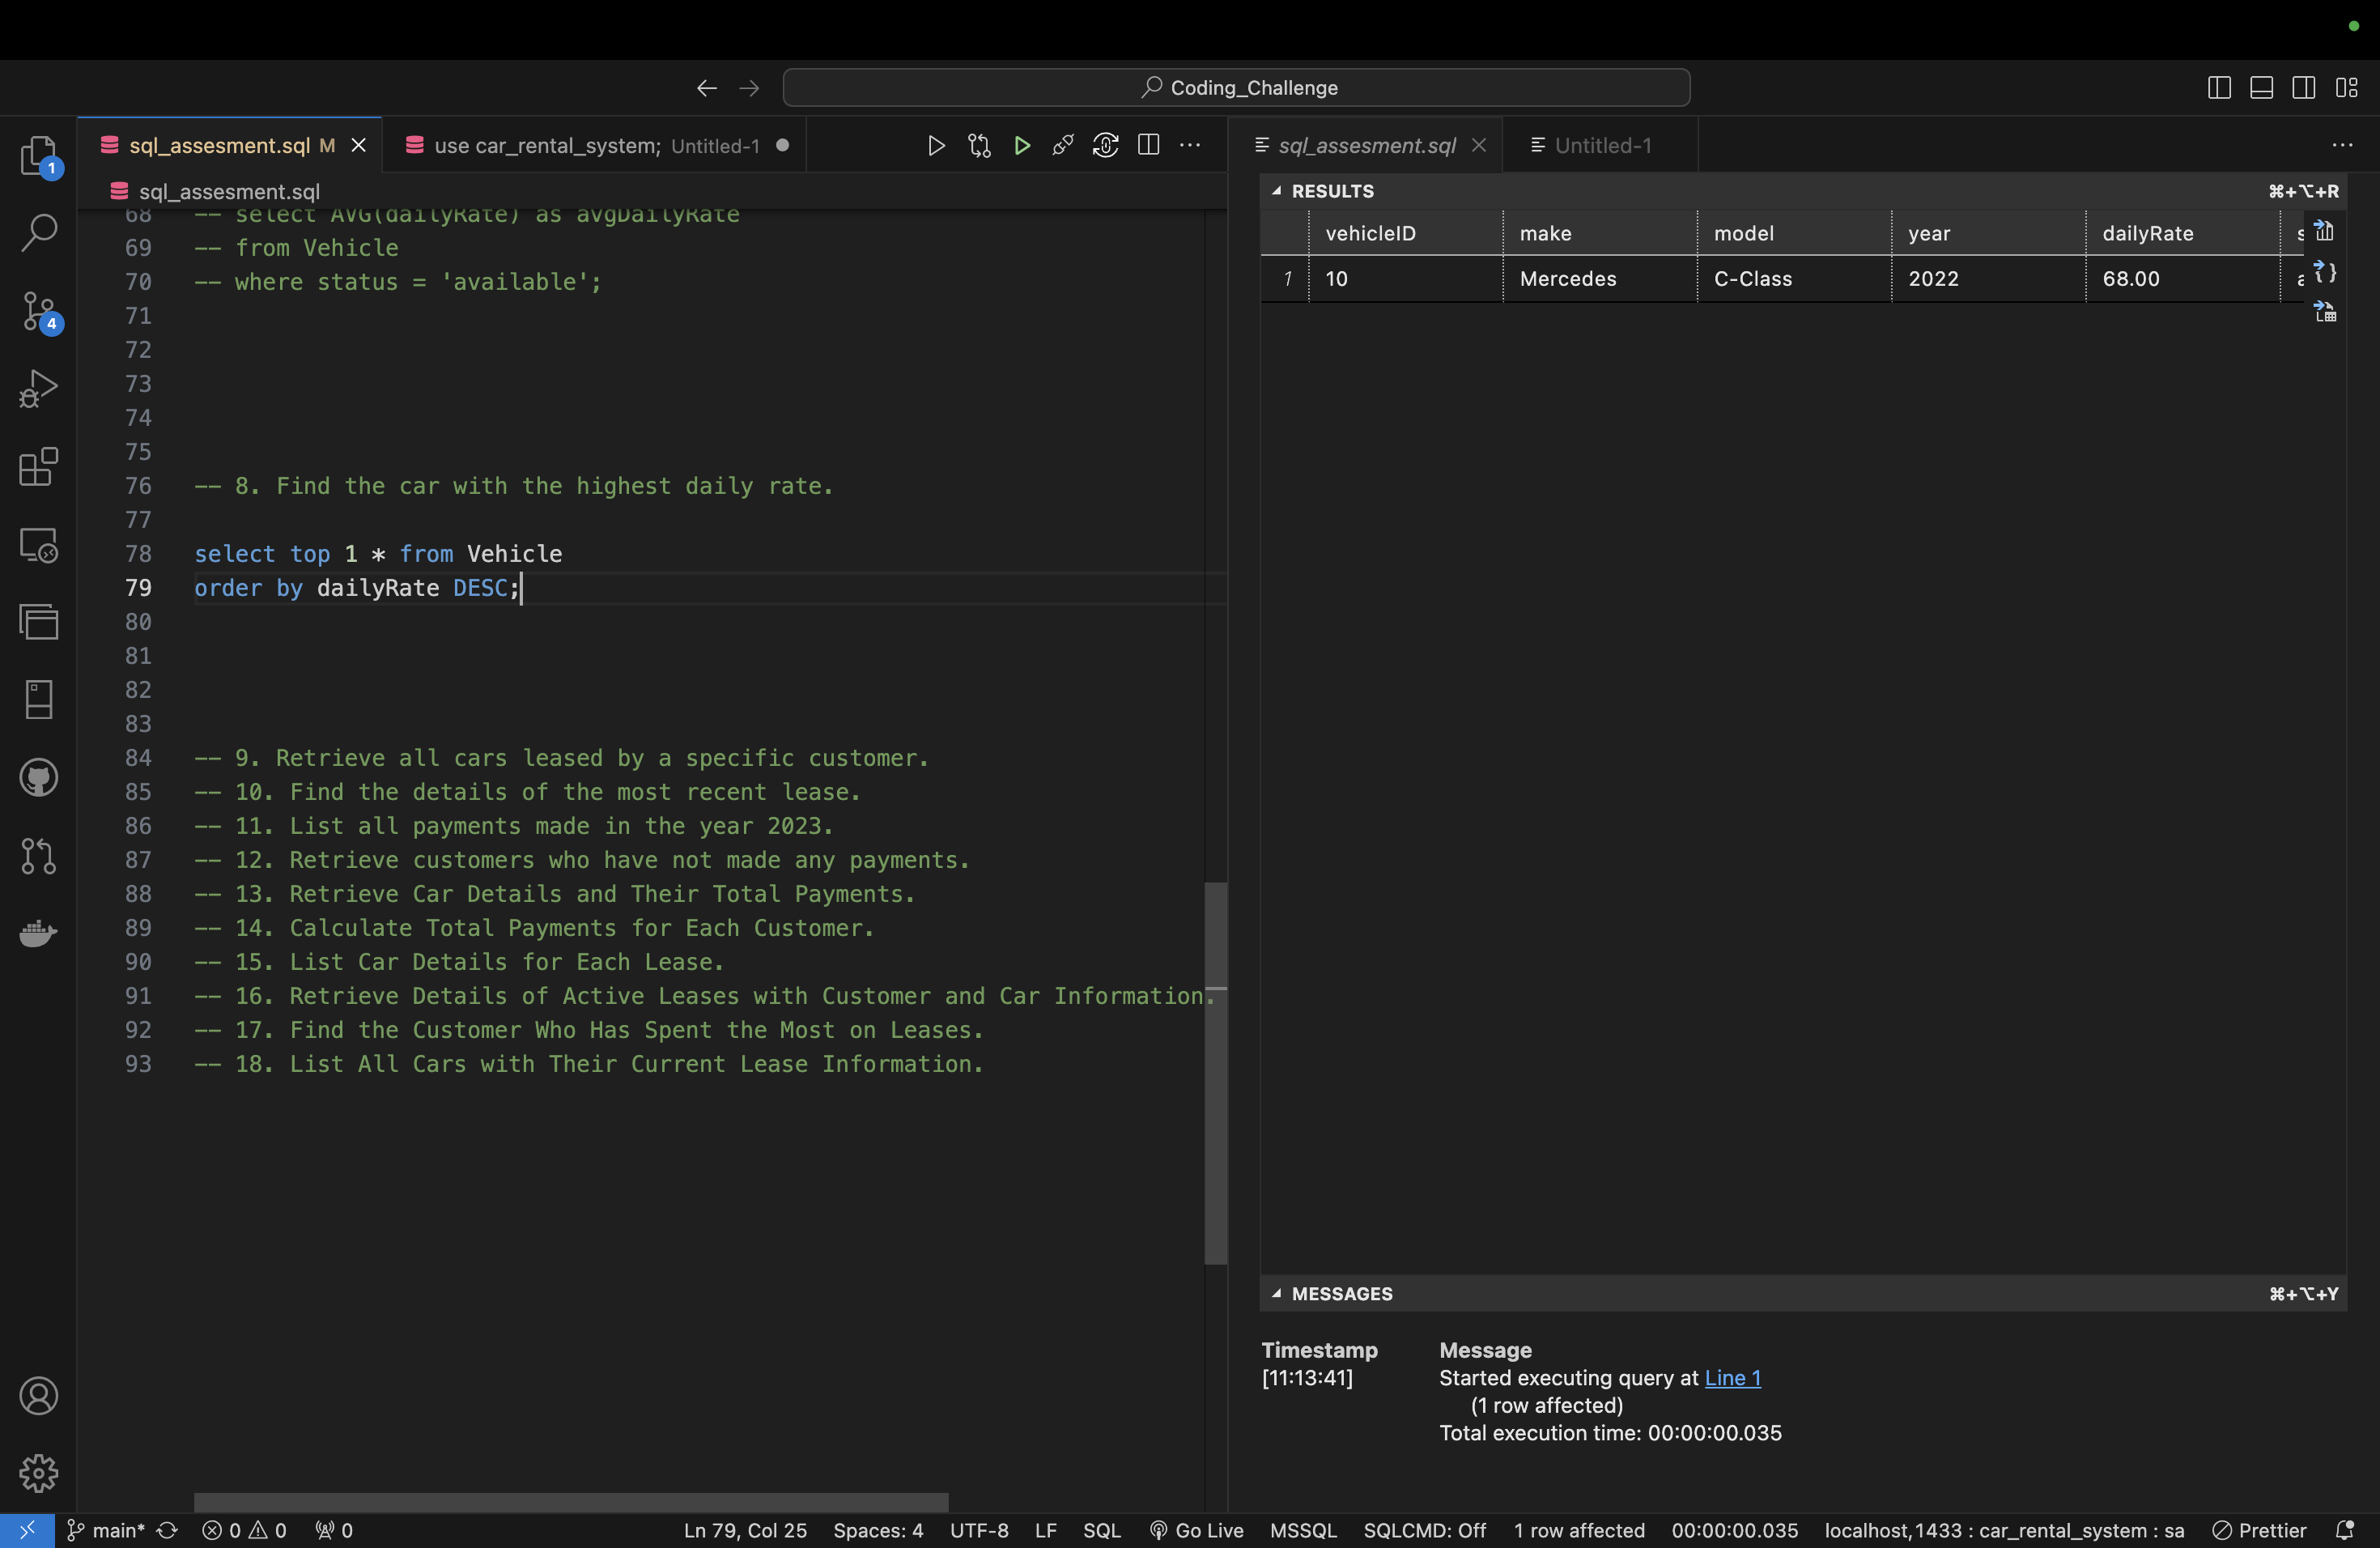 Coding_Challenge
sql_assesment.sql M
use car_rental_system; Untitled-1
sql_assesment.sql
Untitled-1
1
4
sql_assesment.sql
68 -- select AVG(dailyRate) as avgDailyRate
69 -- from Vehicle
70 -- where status = 'available';
71
72
73
74
75
76 -- 8. Find the car with the highest daily rate.
77
78 select top 1 * from Vehicle
79 order by dailyRate DESC;
80
81
82
83
84 -- 9. Retrieve all cars leased by a specific customer.
85 -- 10. Find the details of the most recent lease.
86 -- 11. List all payments made in the year 2023.
87 -- 12. Retrieve customers who have not made any payments.
88 -- 13. Retrieve Car Details and Their Total Payments.
89 -- 14. Calculate Total Payments for Each Customer.
90 -- 15. List Car Details for Each Lease.
91 -- 16. Retrieve Details of Active Leases with Customer and Car Information.
92 -- 17. Find the Customer Who Has Spent the Most on Leases.
93 -- 18. List All Cars with Their Current Lease Information.
RESULTS ⌘+⌥+R
vehicleID make model year dailyRate
1 10 Mercedes C-Class 2022 68.00
MESSAGES ⌘+⌥+Y
Timestamp Message
[11:13:41] Started executing query at Line 1
(1 row affected)
Total execution time: 00:00:00.035
main* 0 0 0 Ln 79, Col 25 Spaces: 4 UTF-8 LF SQL Go Live MSSQL SQLCMD: Off 1 row affected 00:00:00.035 localhost,1433 : car_rental_system : sa Prettier